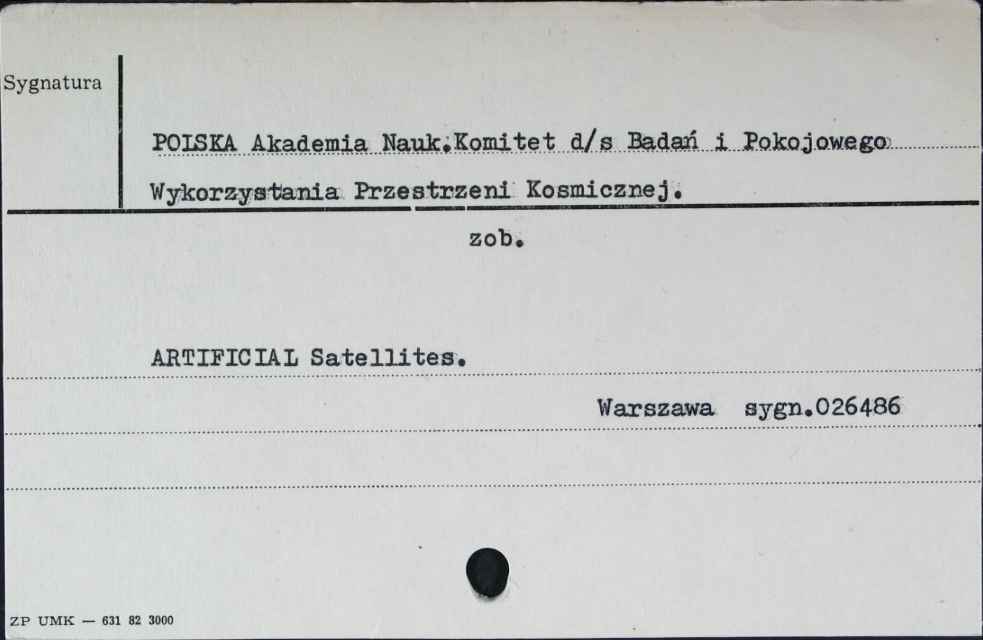 Sygnatura
POLSKA Akademia Nauk.Komitet d/s Badań i Pokojowego
Wykorzystania Przestrzeni Kosmicznej.
zob.
ARTIFICIAL Satellites.
Warszawa sygn.026486
ZP UMK — 631 82 3000